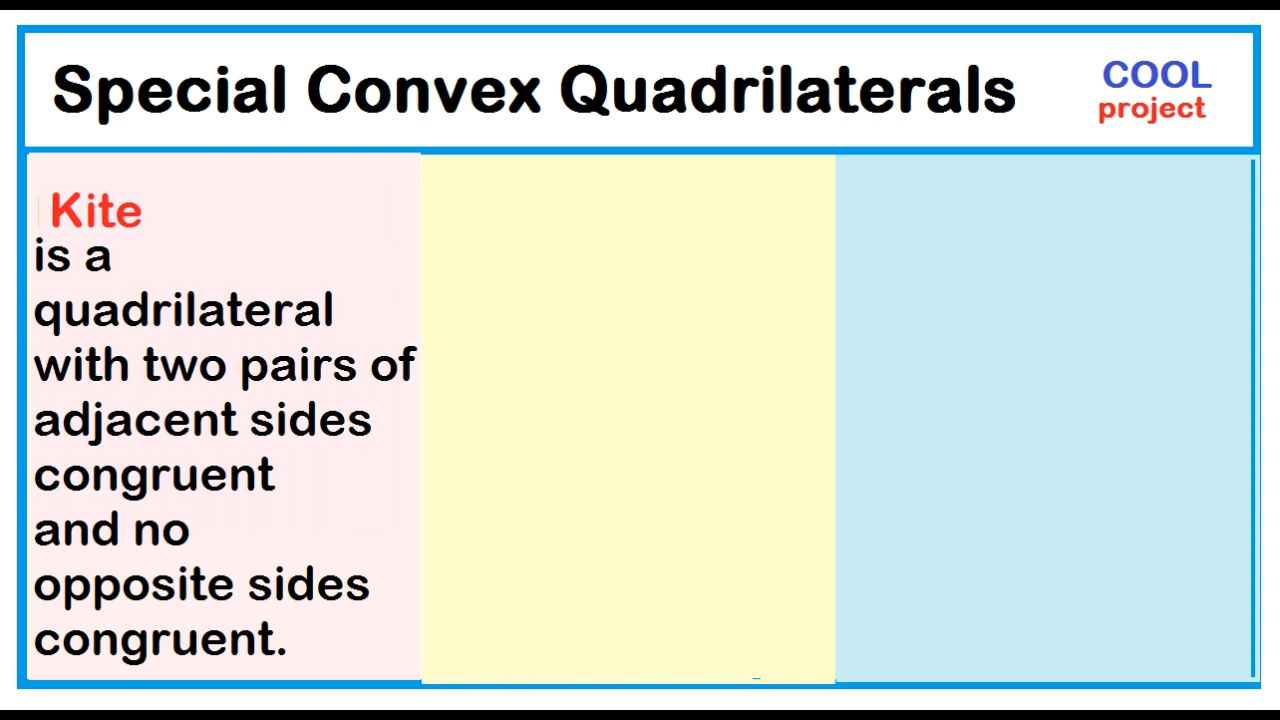 Special Convex Quadrilaterals
COOL
project
Kite
is a
quadrilateral
with two pairs of
adjacent sides
congruent
and no
opposite sides
congruent.